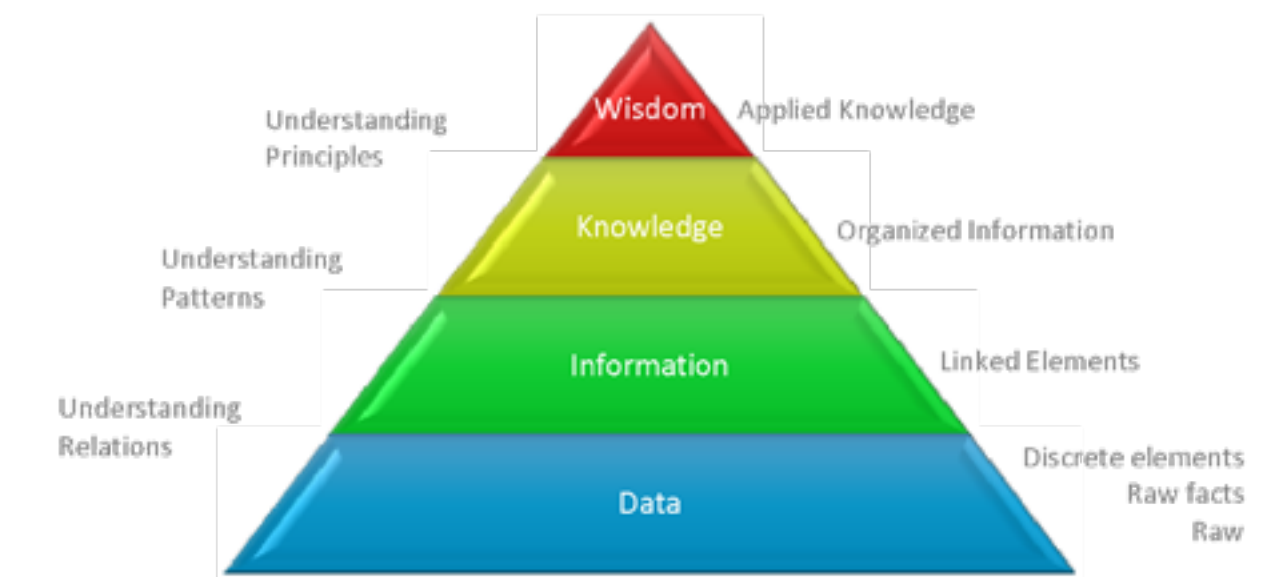 Wisdom
Applied Knowledge
Understanding
Principles
Knowledge
Organized Information
Understanding
Patterns
Information
Linked Elements
Understanding
Relations
Data
Discrete elements
Raw facts
Raw